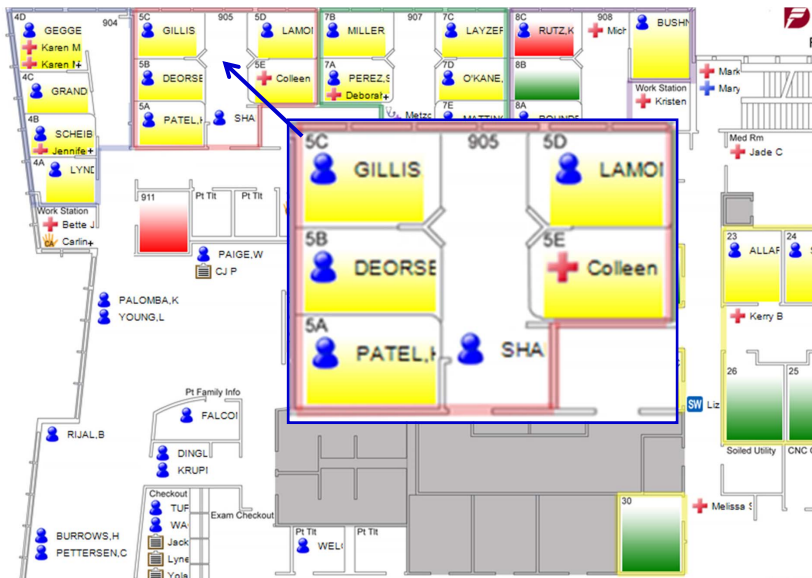 4D
GEGGE
Karen M
Karen M+
4C
GRAND
4B
SCHEIB
Jennife+
4A
LYND
904
5C
GILLIS
5B
DEORSE
5A
PATEL,H
905
5D
LAMOI
5E
Colleen
SHA
7B
MILLER
7A
PEREZ,S
Deborah+
907
7C
LAYZER
7D
O'KANE,
7E
Metzc
8C
RUTZ,K
8B
8A
908
Mich
BUSHN
Work Station
Kristen
Mark
Mary
Med Rm
Jade C
Work Station
Bette J
CA
Carlin+
911
Pt Tlt
Pt Tlt
PAIGE,W
CJ P
PALOMBA,K
YOUNG,L
5C
GILLIS
5B
DEORSE
5A
PATEL,H
905
5D
LAMOI
5E
Colleen
SHA
23
ALLAF
24
S
Kerry B
26
25
SW
Liz
Soiled Utility
CNC
Pt Family Info
FALCOI
RIJAL,B
DINGL
KRUPI
Checkout
TUF
WA
Jack
Lyne
Yola
Exam Checkout
Pt Tlt
WEL
Pt Tlt
30
Melissa S
BURROWS,H
PETTERSEN,C